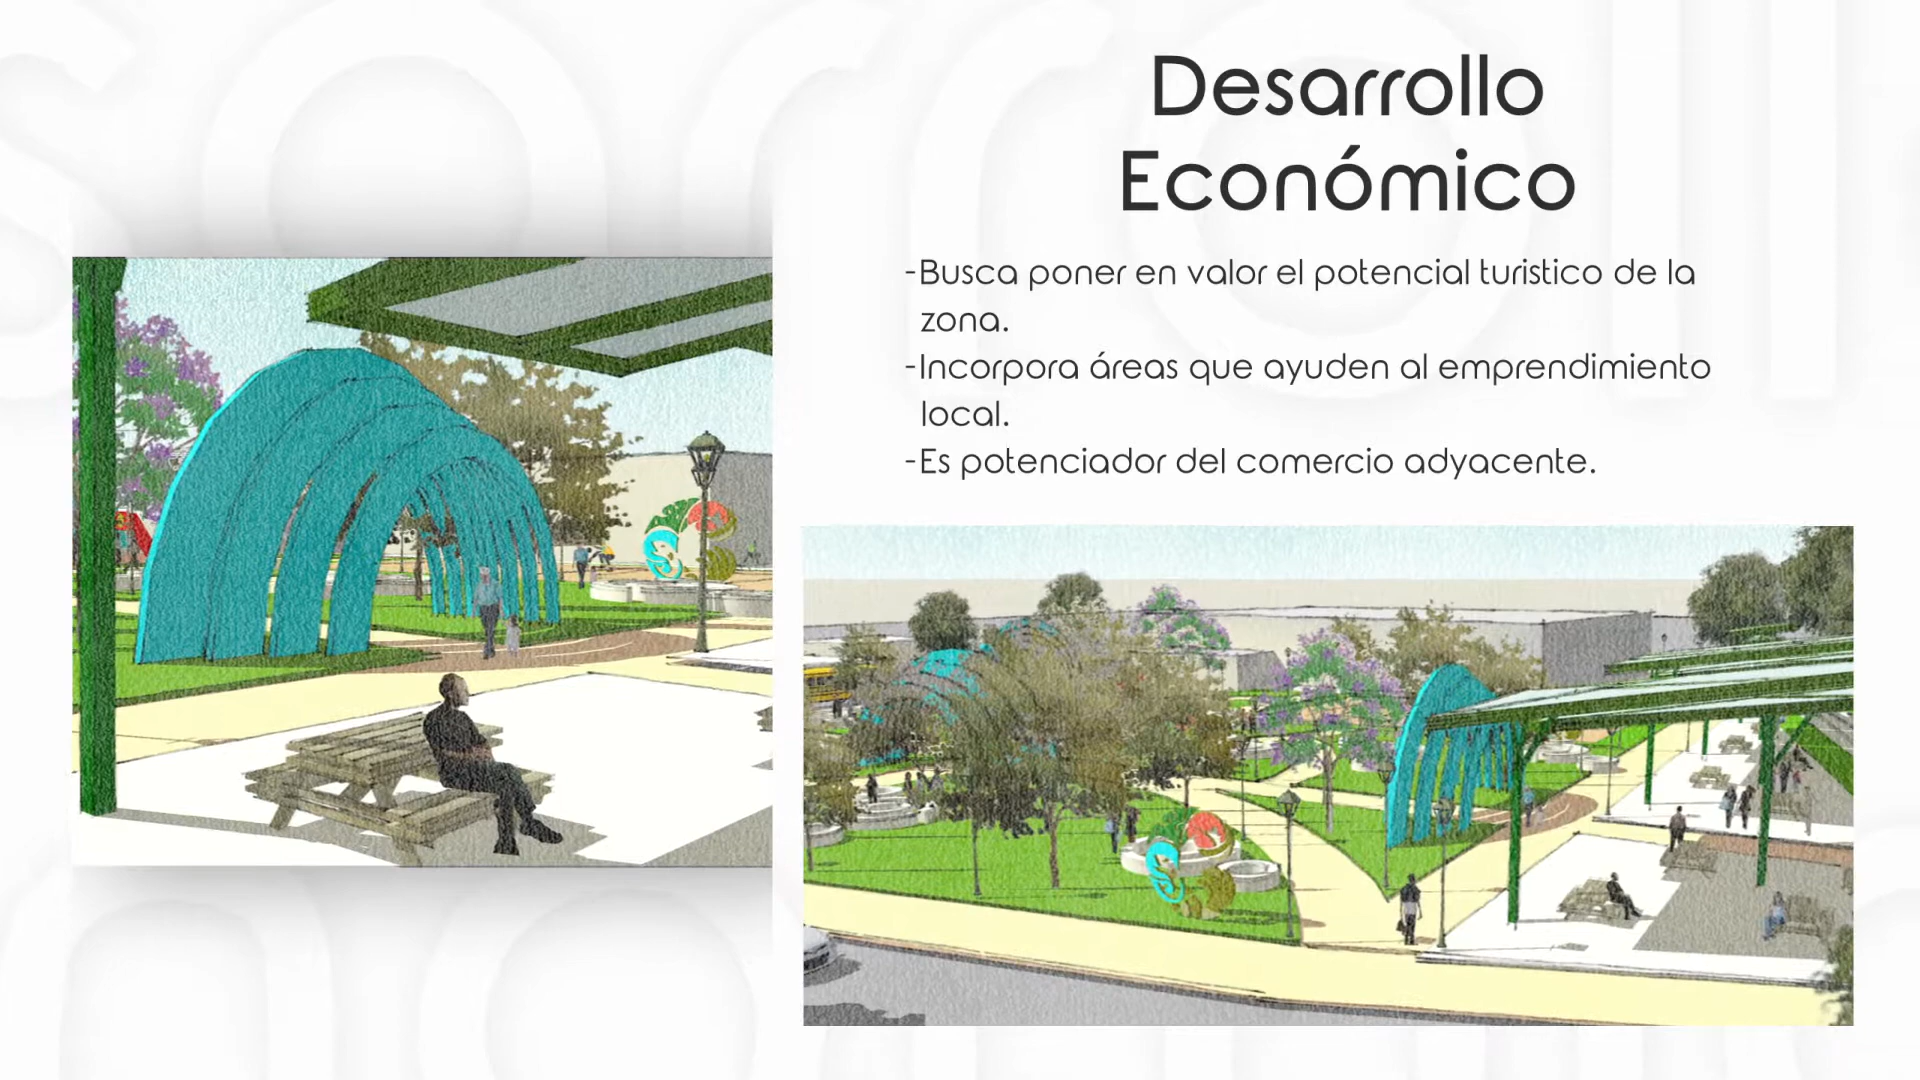 Desarrollo
Económico
-Busca poner en valor el potencial turistico de la
zona.
-Incorpora áreas que ayuden al emprendimiento
local.
-Es potenciador del comercio adyacente.